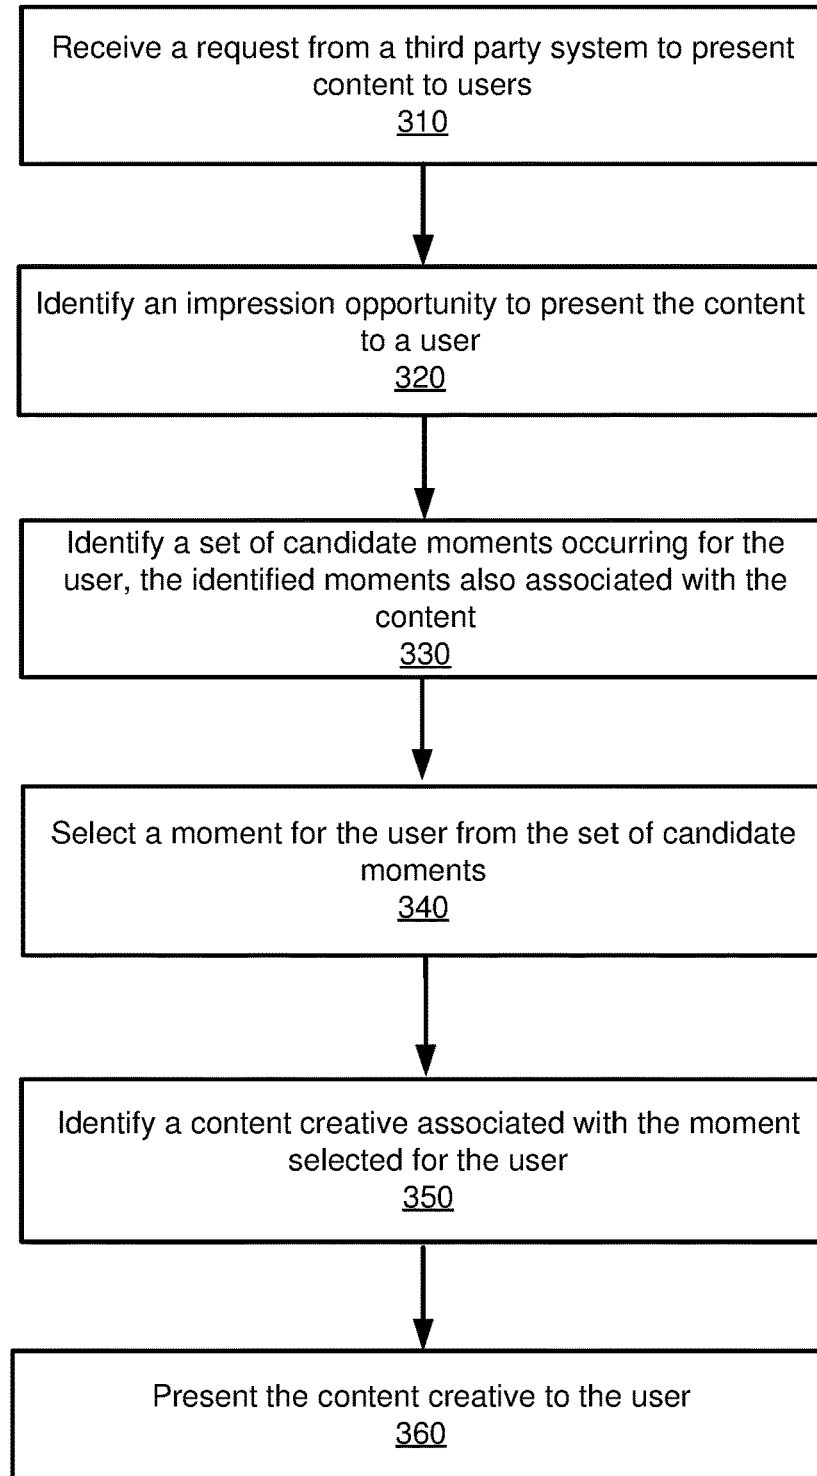 Receive a request from a third party system to present
content to users
310
Identify an impression opportunity to present the content
to a user
320
Identify a set of candidate moments occurring for the
user, the identified moments also associated with the
content
330
Select a moment for the user from the set of candidate
moments
340
Identify a content creative associated with the moment
selected for the user
350
Present the content creative to the user
360